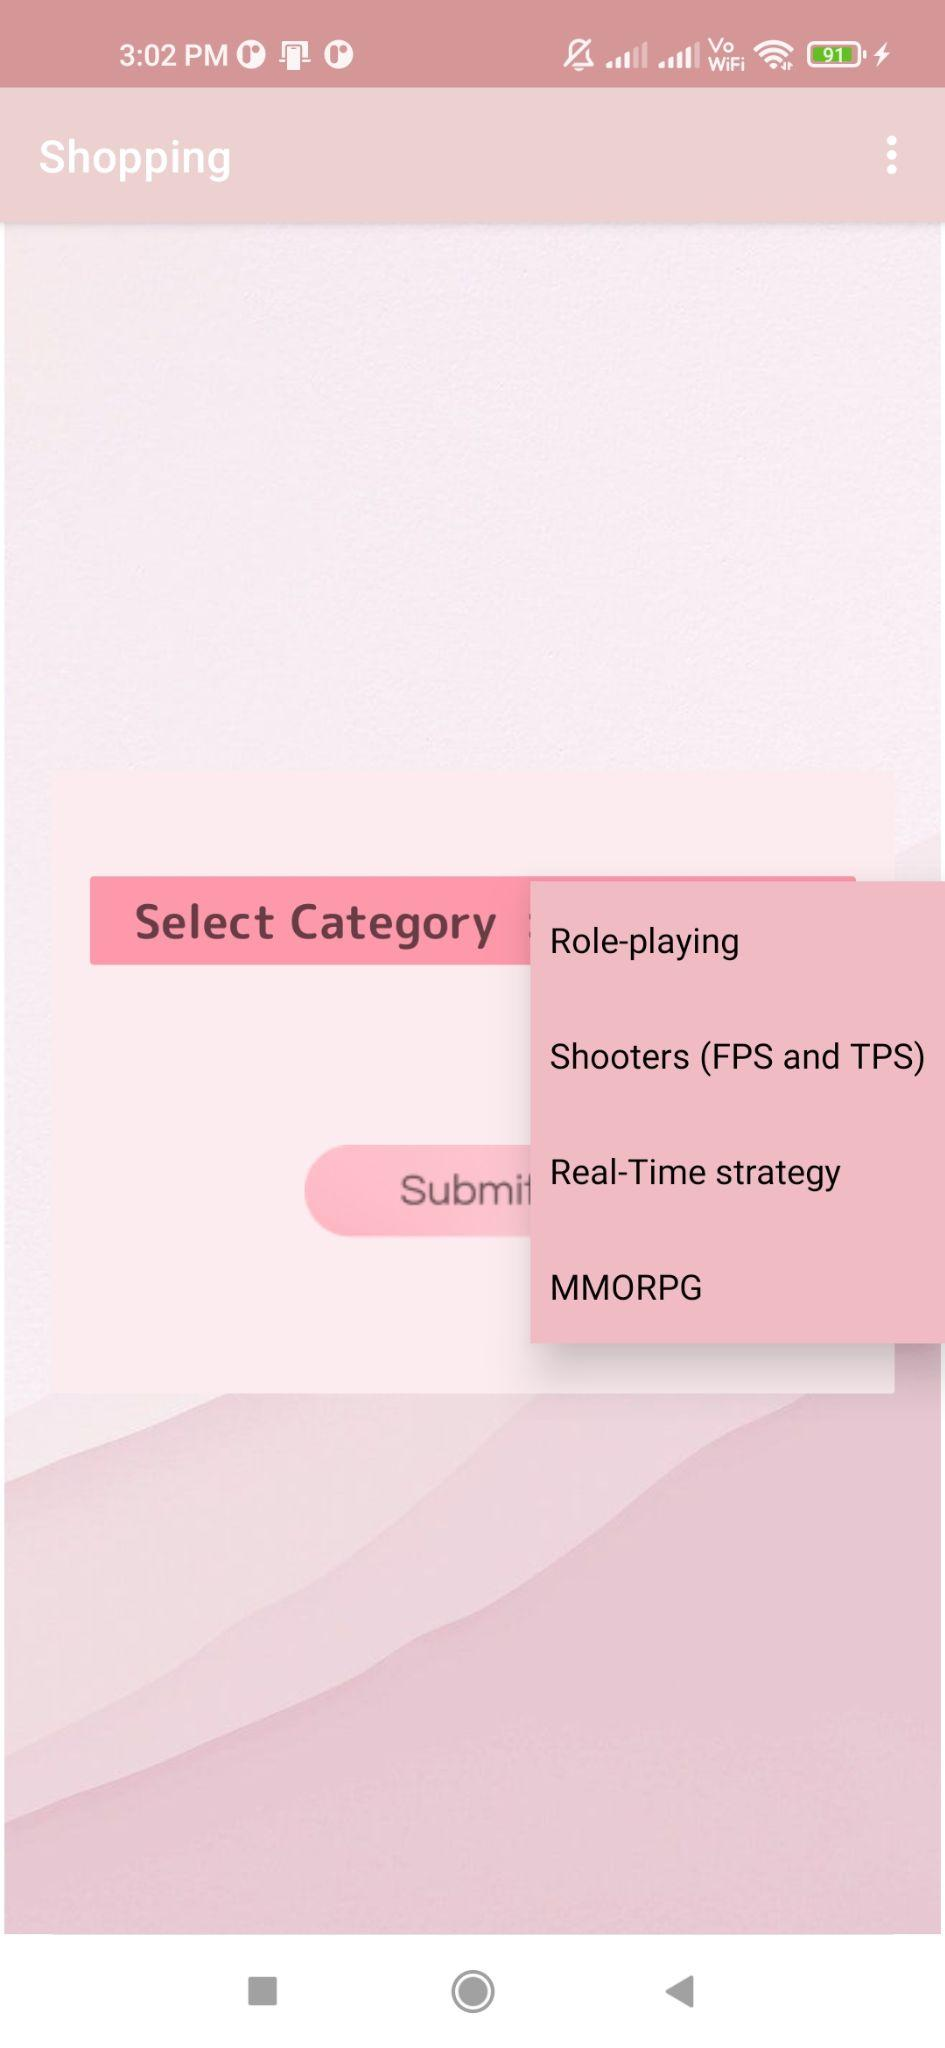 3:02 PM
Vo
WiFi
91
Shopping
Select Category :
Role-playing
Shooters (FPS and TPS)
Submit
Real-Time strategy
MMORPG